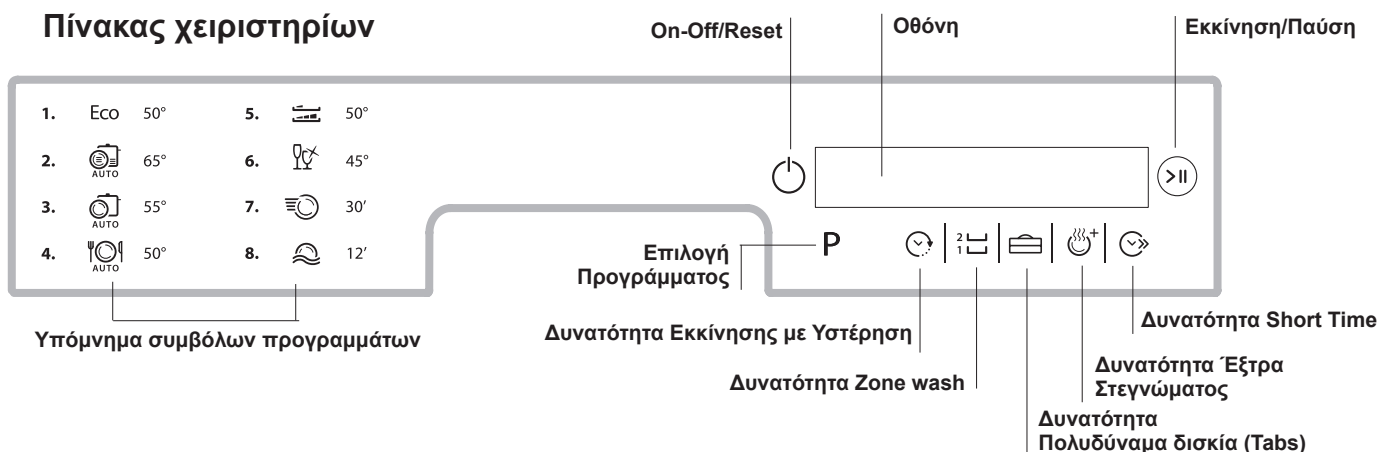 Πίνακας χειριστηρίων
On-Off/Reset
Οθόνη
Εκκίνηση/Παύση
1. Eco 50° 5. 50°
2. AUTO 65° 6. 45°
3. AUTO 55° 7. 30'
4. AUTO 50° 8. 12'
P
2
1
+
Επιλογή
Προγράμματος
Υπόμνημα συμβόλων προγραμμάτων
Δυνατότητα Εκκίνησης με Υστέρηση
Δυνατότητα Short Time
Δυνατότητα Zone wash
Δυνατότητα Έξτρα
Στεγνώματος
Δυνατότητα
Πολυδύναμα δισκία (Tabs)